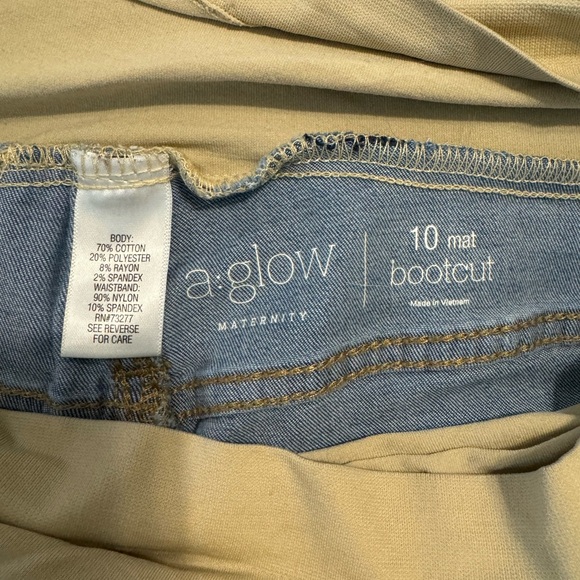 BODY:
70% COTTON
20% POLYESTER
8% RAYON
2% SPANDEX
WAISTBAND:
90% NYLON
10% SPANDEX
RN#73277
SEE REVERSE
FOR CARE
a:glow
MATERNITY
10 mat
bootcut
Made in Vietnam